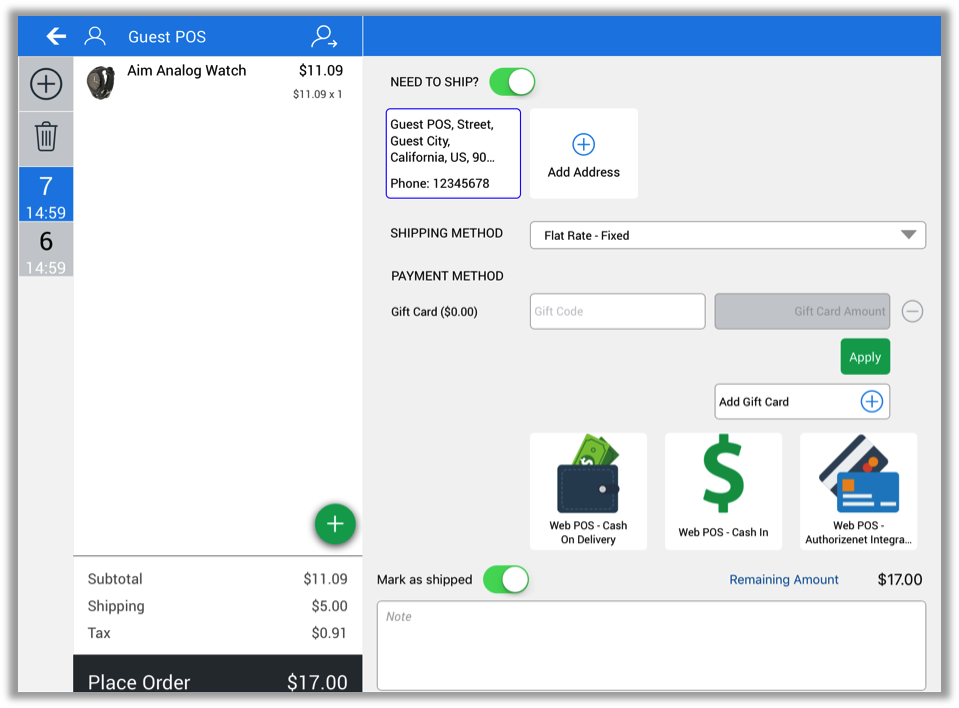 Guest POS
Aim Analog Watch $11.09
$11.09 x 1
7
14:59
6
14:59
Subtotal $11.09
Shipping $5.00
Tax $0.91
Place Order $17.00
NEED TO SHIP?
Guest POS, Street,
Guest City,
California, US, 90...
Phone: 12345678
Add Address
SHIPPING METHOD Flat Rate - Fixed
PAYMENT METHOD
Gift Card ($0.00) Gift Code Gift Card Amount
Apply
Add Gift Card
Web POS - Cash
On Delivery
Web POS - Cash In
Web POS -
Authorizenet Integra...
Mark as shipped Remaining Amount $17.00
Note